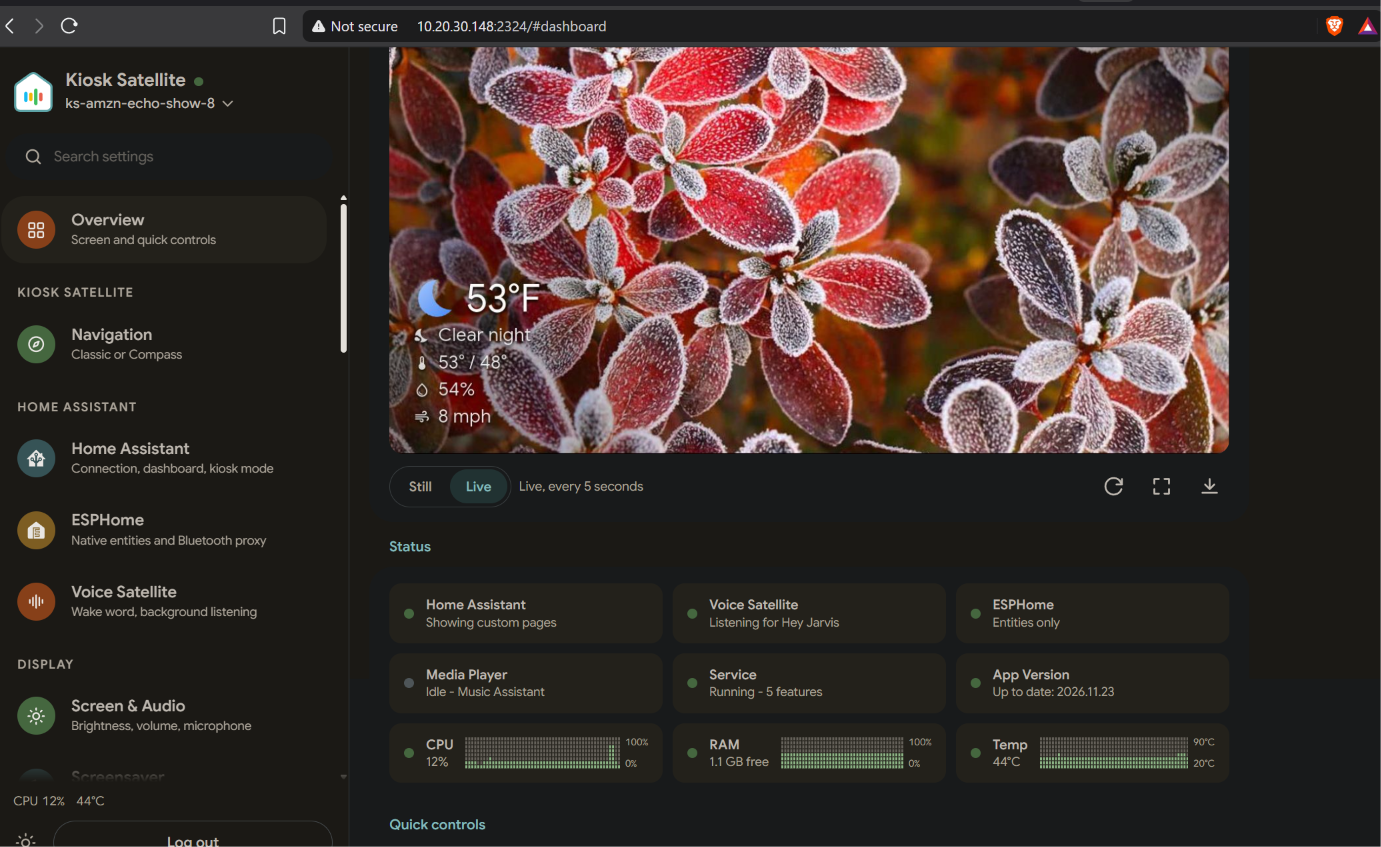 Not secure
10.20.30.148:2324/#dashboard
Kiosk Satellite
ks-amzn-echo-show-8
Search settings
Overview
Screen and quick controls
KIOSK SATELLITE
Navigation
Classic or Compass
HOME ASSISTANT
Home Assistant
Connection, dashboard, kiosk mode
ESPHome
Native entities and Bluetooth proxy
Voice Satellite
Wake word, background listening
DISPLAY
Screen & Audio
Brightness, volume, microphone
Screensaver
CPU 12% 44°C
Log out
53°F
Clear night
53° / 48°
54%
8 mph
Still
Live
Live, every 5 seconds
Status
Home Assistant
Showing custom pages
Voice Satellite
Listening for Hey Jarvis
ESPHome
Entities only
Media Player
Idle - Music Assistant
Service
Running - 5 features
App Version
Up to date: 2026.11.23
CPU
12%
100%
0%
RAM
1.1 GB free
100%
0%
Temp
44°C
90°C
20°C
Quick controls